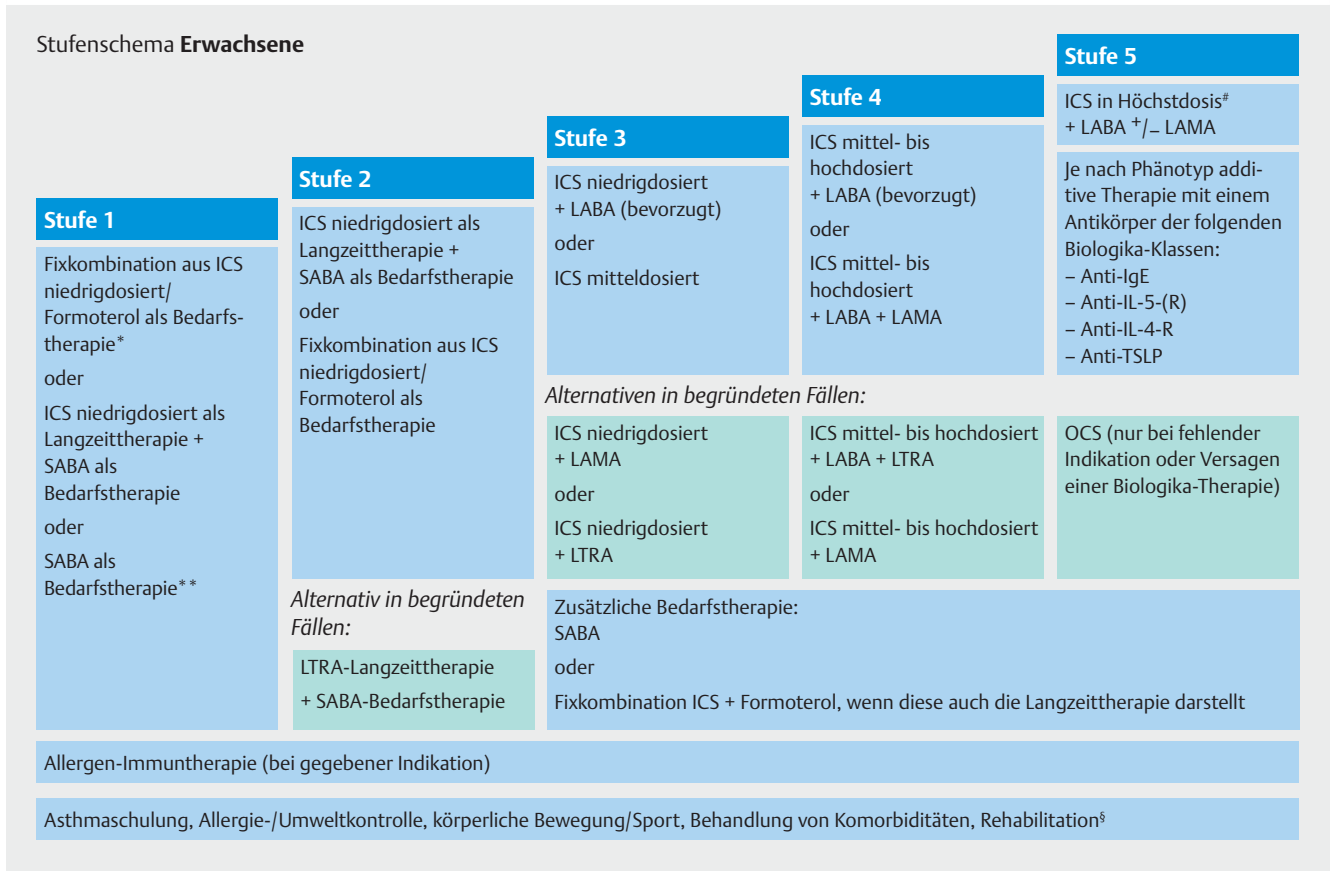 Stufenschema Erwachsene
Stufe 1
Fixkombination aus ICS
niedrigdosiert/
Formoterol als Bedarfs-
therapie*
oder
ICS niedrigdosiert als
Langzeittherapie +
SABA als
Bedarfstherapie
oder
SABA als
Bedarfstherapie**
Stufe 2
ICS niedrigdosiert als
Langzeittherapie +
SABA als Bedarfstherapie
oder
Fixkombination aus ICS
niedrigdosiert/
Formoterol als
Bedarfstherapie
Alternativ in begründeten
Fällen:
LTRA-Langzeittherapie
+ SABA-Bedarfstherapie
Stufe 3
ICS niedrigdosiert
+ LABA (bevorzugt)
oder
ICS mitteldosiert
Stufe 4
ICS mittel- bis
hochdosiert
+ LABA (bevorzugt)
oder
ICS mittel- bis
hochdosiert
+ LABA + LAMA
Stufe 5
ICS in Höchstdosis#
+ LABA +/– LAMA
Je nach Phänotyp addi-
tive Therapie mit einem
Antikörper der folgenden
Biologika-Klassen:
– Anti-IgE
– Anti-IL-5-(R)
– Anti-IL-4-R
– Anti-TSLP
Alternativen in begründeten Fällen:
ICS niedrigdosiert
+ LAMA
oder
ICS niedrigdosiert
+ LTRA
ICS mittel- bis hochdosiert
+ LABA + LTRA
oder
ICS mittel- bis hochdosiert
+ LAMA
OCS (nur bei fehlender
Indikation oder Versagen
einer Biologika-Therapie)
Zusätzliche Bedarfstherapie:
SABA
oder
Fixkombination ICS + Formoterol, wenn diese auch die Langzeittherapie darstellt
Allergen-Immuntherapie (bei gegebener Indikation)
Asthmaschulung, Allergie-/Umweltkontrolle, körperliche Bewegung/Sport, Behandlung von Komorbiditäten, Rehabilitation§